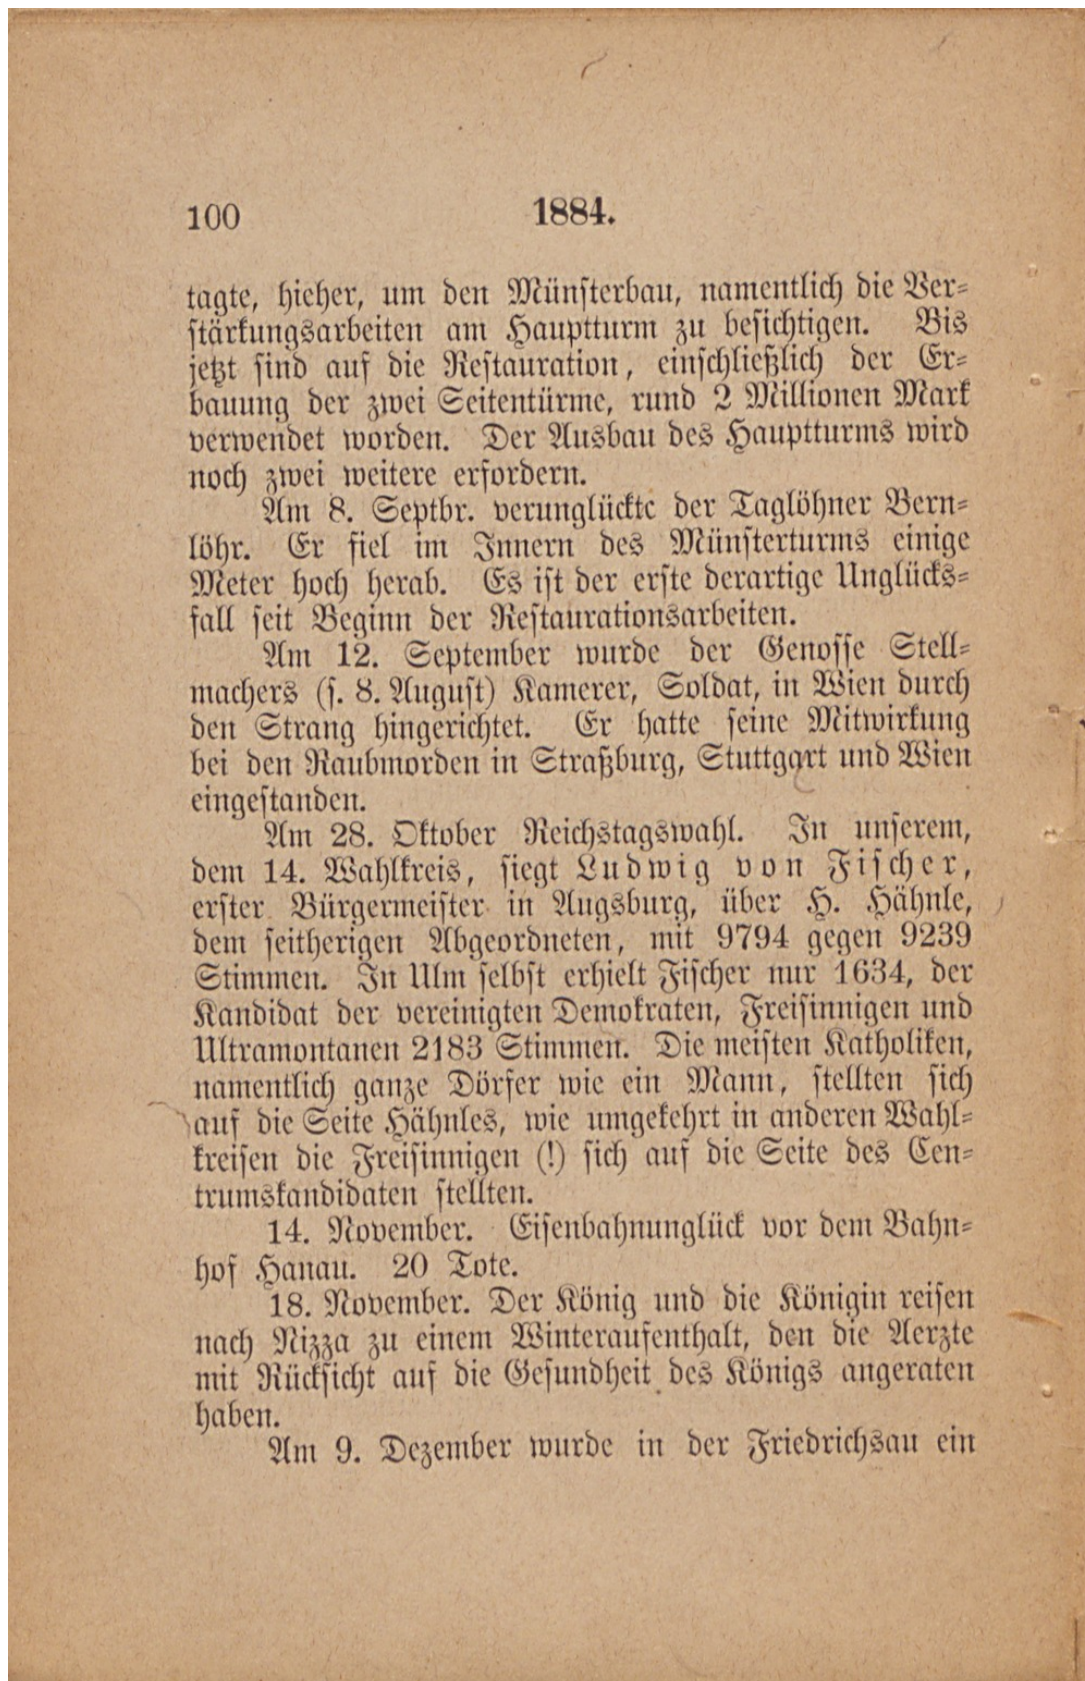 100
1884.
tagte, hieher, um den Münsterbau, namentlich die Ver-
stärkungsarbeiten am Hauptturm zu besichtigen. Bis
jetzt sind auf die Restauration, einschließlich der Er-
bauung der zwei Seitentürme, rund 2 Millionen Mark
verwendet worden. Der Ausbau des Hauptturms wird
noch zwei weitere erfordern.
Am 8. Septbr. verunglückte der Taglöhner Bern-
löhr. Er fiel im Innern des Münsterturms einige
Meter hoch herab. Es ist der erste derartige Unglücks-
fall seit Beginn der Restaurationsarbeiten.
Am 12. September wurde der Genosse Stell-
machers (s. 8. August) Kamerer, Soldat, in Wien durch
den Strang hingerichtet. Er hatte seine Mitwirkung
bei den Raubmorden in Straßburg, Stuttgart und Wien
eingestanden.
Am 28. Oktober Reichstagswahl. In unserem,
dem 14. Wahlkreis, siegt Ludwig von Fischer,
erster Bürgermeister in Augsburg, über H. Hähnle,
dem seitherigen Abgeordneten, mit 9794 gegen 9239
Stimmen. In Ulm selbst erhielt Fischer nur 1634, der
Kandidat der vereinigten Demokraten, Freisinnigen und
Ultramontanen 2183 Stimmen. Die meisten Katholiken,
namentlich ganze Dörfer wie ein Mann, stellten sich
auf die Seite Hähnles, wie umgekehrt in anderen Wahl-
kreisen die Freisinnigen (!) sich auf die Seite des Cen-
trumskandidaten stellten.
14. November. Eisenbahnunglück vor dem Bahn-
hof Hanau. 20 Tote.
18. November. Der König und die Königin reisen
nach Nizza zu einem Winteraufenthalt, den die Aerzte
mit Rücksicht auf die Gesundheit des Königs angeraten
haben.
Am 9. Dezember wurde in der Friedrichsau ein